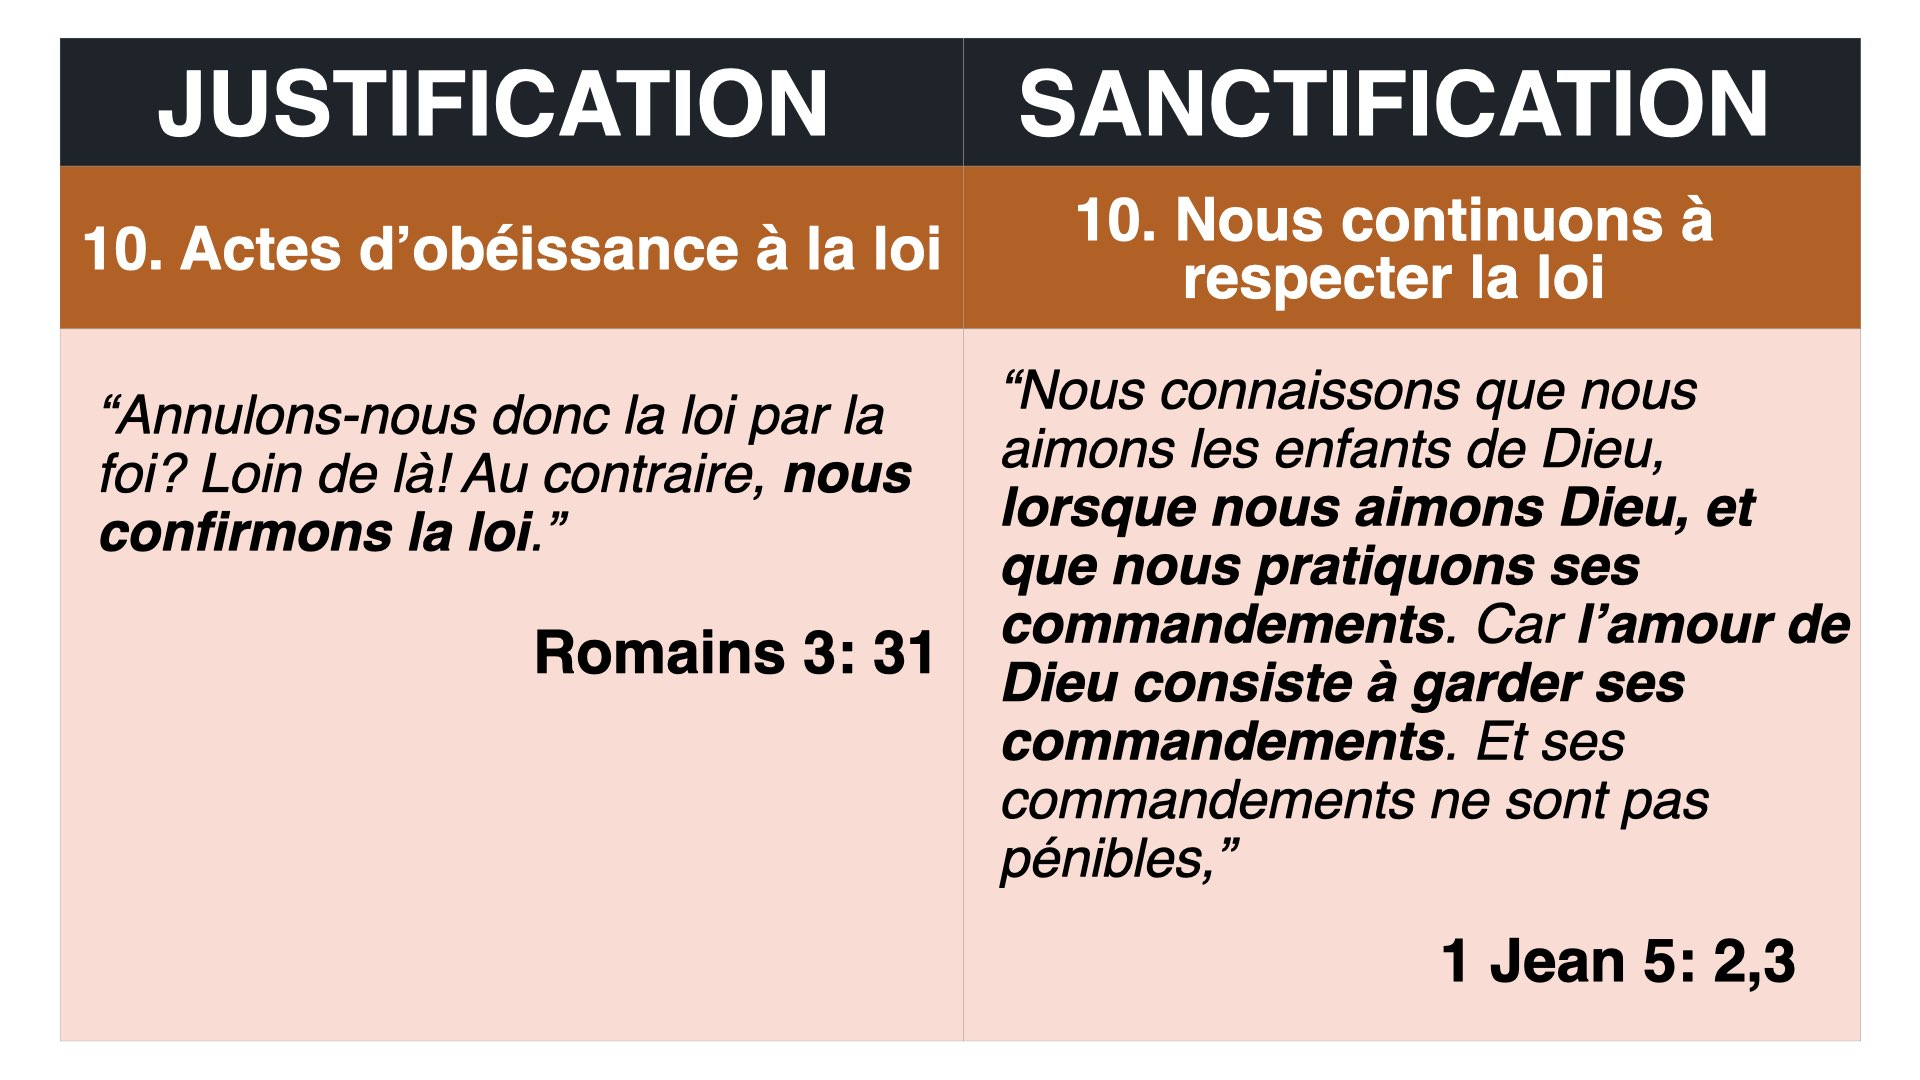 JUSTIFICATION
SANCTIFICATION
10. Actes d’obéissance à la loi
10. Nous continuons à
respecter la loi
“Annulons-nous donc la loi par la
foi? Loin de là! Au contraire, nous
confirmons la loi.”
Romains 3: 31
“Nous connaissons que nous
aimons les enfants de Dieu,
lorsque nous aimons Dieu, et
que nous pratiquons ses
commandements. Car l’amour de
Dieu consiste à garder ses
commandements. Et ses
commandements ne sont pas
pénibles,”
1 Jean 5: 2,3